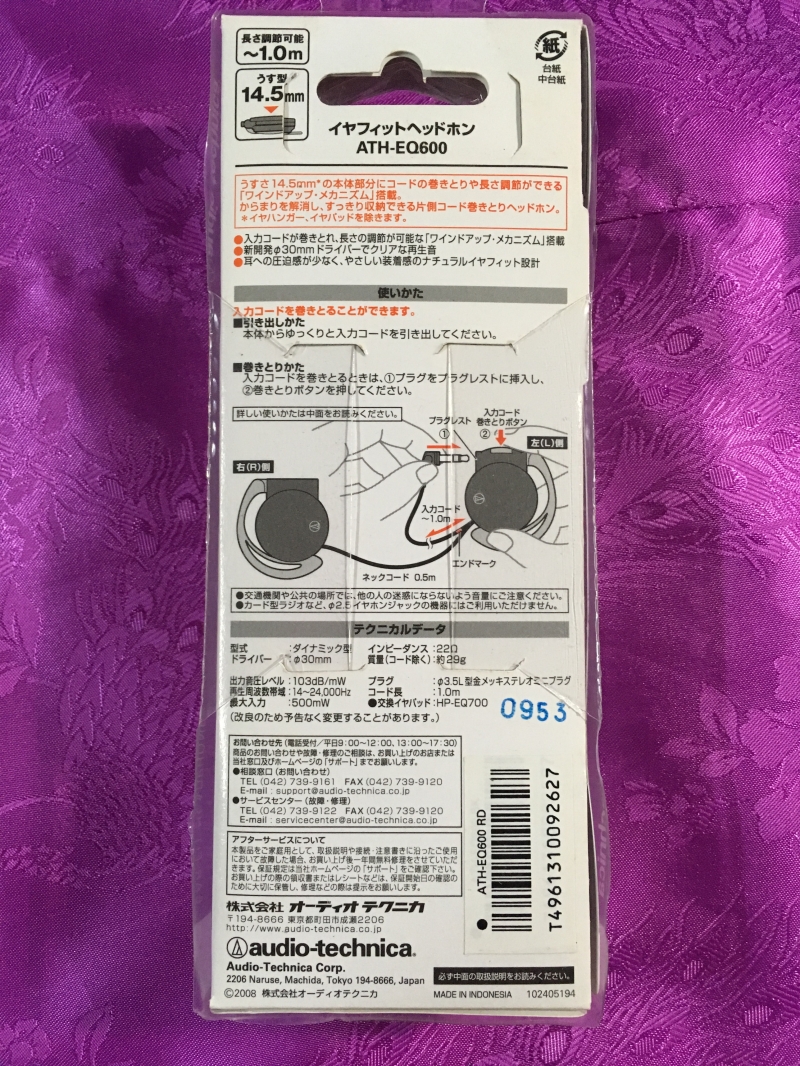 長さ調節可能
〜1.0m
うす型
14.5mm
紙
台紙
中台紙
イヤフィットヘッドホン
ATH-EQ600
うすさ14.5mm*の本体部分にコードの巻きとりや長さ調節ができる
「ワインドアップ・メカニズム」搭載。
からまりを解消し、すっきり収納できる片側コード巻きとりヘッドホン。
*イヤハンガー、イヤパッドを除きます。
●入力コードが巻きとれ、長さの調節が可能な「ワインドアップ・メカニズム」搭載
●新開発φ30mmドライバーでクリアな再生音
●耳への圧迫感が少なく、やさしい装着感のナチュラルイヤフィット設計
使いかた
入力コードを巻きとることができます。
■引き出しかた
本体からゆっくりと入力コードを引き出してください。
■巻きとりかた
入力コードを巻きとるときは、①プラグをプラグレストに挿入し、
②巻きとりボタンを押してください。
詳しい使いかたは中面をお読みください。
プラグレスト
①
入力コード
巻きとりボタン
②
左(L)側
右(R)側
入力コード
〜1.0m
エンドマーク
ネックコード 0.5m
●交通機関や公共の場所では、他の人の迷惑にならないよう音量にご注意ください。
●カード型ラジオなど、φ2.5イヤホンジャックの機器にはご利用いただけません。
テクニカルデータ
型式 :ダイナミック型 インピーダンス :22Ω
ドライバー :φ30mm 質量(コード除く) :約29g
出力音圧レベル :103dB/mW プラグ :φ3.5L型金メッキステレオミニプラグ
再生周波数帯域 :14〜24,000Hz コード長 :1.0m
最大入力 :500mW ●交換イヤパッド :HP-EQ700
(改良のため予告なく変更することがあります。)
0953
お問い合わせ先(電話受付/平日9:00〜12:00,13:00〜17:30)
商品のお問い合わせや故障・修理のご相談は、お買い上げのお店または
当社窓口及びホームページの「サポート」までお願いします。
●相談窓口(お問い合わせ)
TEL (042) 739-9161 FAX (042) 739-9120
E-mail : support@audio-technica.co.jp
●サービスセンター(故障・修理)
TEL (042) 739-9122 FAX (042) 739-9120
E-mail : servicecenter@audio-technica.co.jp
アフターサービスについて
本製品をご家庭用として、取扱説明や接続・注意書きに沿ったご使用
において故障した場合、お買い上げ後一年間無料修理をさせていただ
きます。保証規定は当社ホームページの「サポート」をご確認下さい。
お買い上げの際の領収書またはレシートなどは、保証開始日の確認の
ために大切に保管し、修理などの際は提示をお願いします。
株式会社 オーディオテクニカ
〒194-8666 東京都町田市成瀬2206
http://www.audio-technica.co.jp
audio-technica®
Audio-Technica Corp.
2206 Naruse, Machida, Tokyo 194-8666, Japan
©2008 株式会社オーディオテクニカ
ATH-EQ600 RD
T4961310092627
必ず中面の取扱説明をお読みください。
MADE IN INDONESIA 102405194